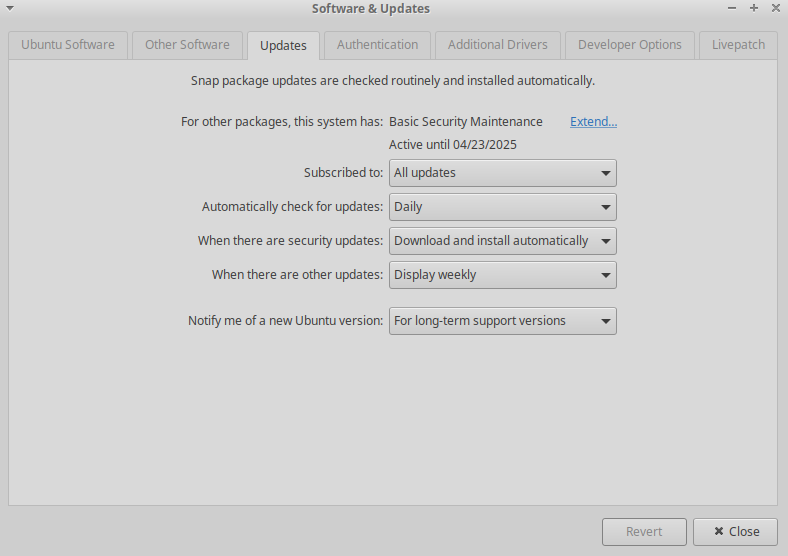 Software & Updates
Ubuntu Software Other Software Updates Authentication Additional Drivers Developer Options Livepatch
Snap package updates are checked routinely and installed automatically.
For other packages, this system has: Basic Security Maintenance Extend...
Active until 04/23/2025
Subscribed to: All updates
Automatically check for updates: Daily
When there are security updates: Download and install automatically
When there are other updates: Display weekly
Notify me of a new Ubuntu version: For long-term support versions
Revert Close